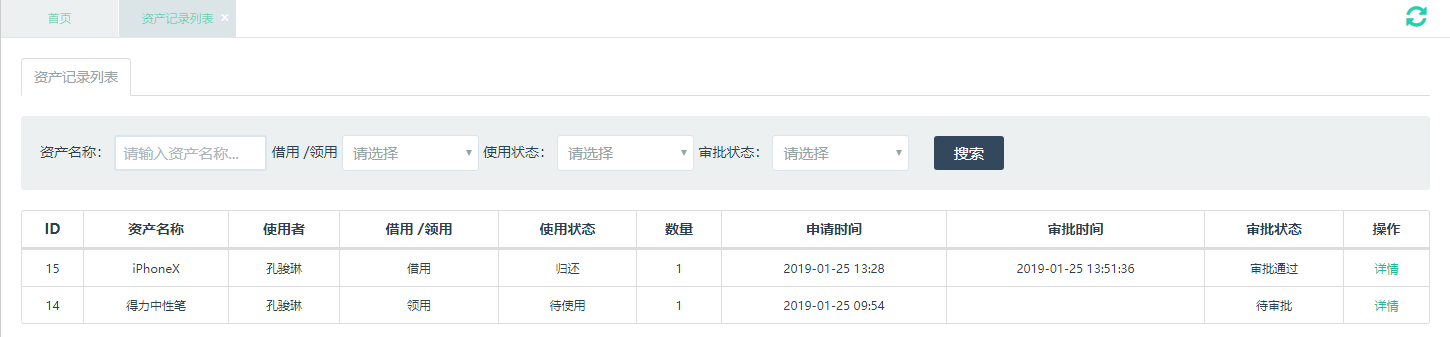 首页 资产记录列表 ×
资产记录列表
资产名称： 请输入资产名称... 借用 /领用 请选择 使用状态： 请选择 审批状态： 请选择 搜索
ID 资产名称 使用者 借用 /领用 使用状态 数量 申请时间 审批时间 审批状态 操作
15 iPhoneX 孔骏琳 借用 归还 1 2019-01-25 13:28 2019-01-25 13:51:36 审批通过 详情
14 得力中性笔 孔骏琳 领用 待使用 1 2019-01-25 09:54 待审批 详情